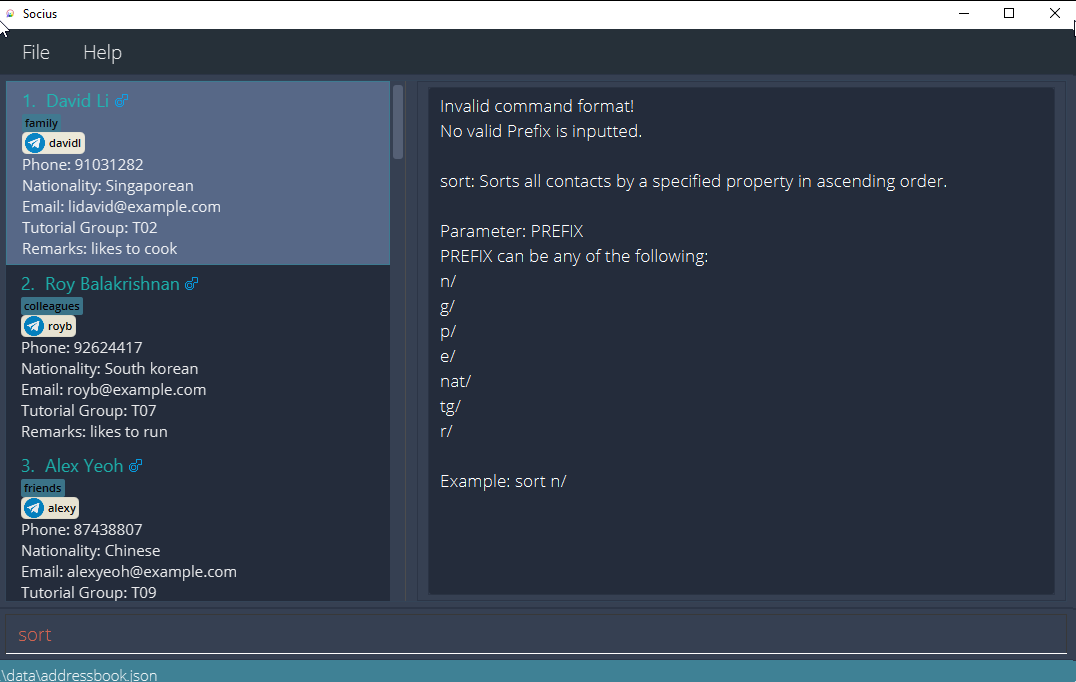 Socius
File Help
1. David Li
family
davidl
Phone: 91031282
Nationality: Singaporean
Email: lidavid@example.com
Tutorial Group: T02
Remarks: likes to cook
2. Roy Balakrishnan
colleagues
royb
Phone: 92624417
Nationality: South korean
Email: royb@example.com
Tutorial Group: T07
Remarks: likes to run
3. Alex Yeoh
friends
alexy
Phone: 87438807
Nationality: Chinese
Email: alexyeoh@example.com
Tutorial Group: T09
Invalid command format!
No valid Prefix is inputted.
sort: Sorts all contacts by a specified property in ascending order.
Parameter: PREFIX
PREFIX can be any of the following:
n/
g/
p/
e/
nat/
tg/
r/
Example: sort n/
sort
\data\addressbook.json